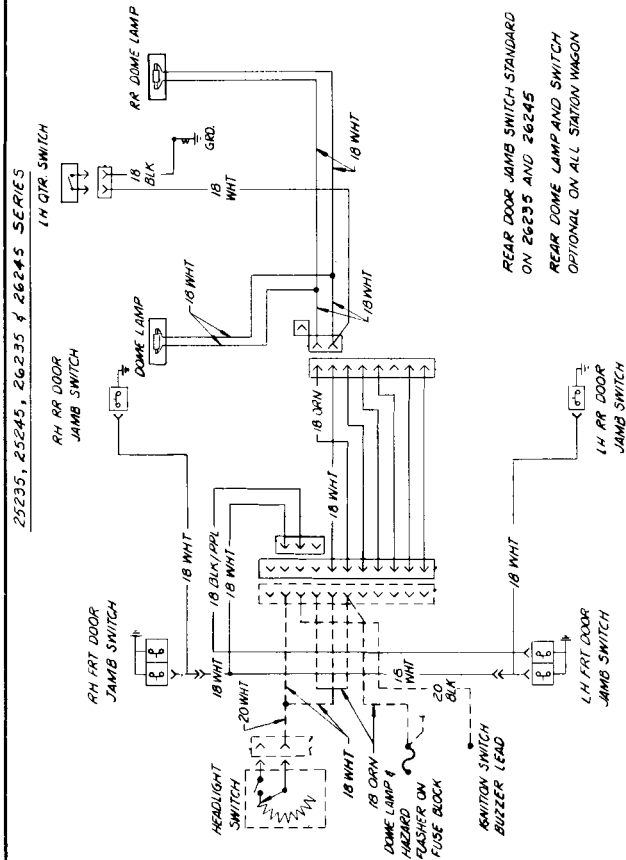 25235, 25245, 26235 & 26245 SERIES
RH FRT DOOR
JAMB SWITCH
RH RR DOOR
JAMB SWITCH
DOME LAMP
LH QTR. SWITCH
RR DOME LAMP
18 WHT
18 WHT
18
BLK
GRD.
18
WHT
18 WHT
18 WHT
18 BLK/PPL
18 WHT
18 ORN
18 WHT
18 WHT
20 WHT
HEADLIGHT
SWITCH
18 WHT
18 ORN
DOME LAMP &
HAZARD
FLASHER ON
FUSE BLOCK
18
WHT
20
BLK
IGNITION SWITCH
BUZZER LEAD
18 WHT
LH FRT DOOR
JAMB SWITCH
LH RR DOOR
JAMB SWITCH
REAR DOOR JAMB SWITCH STANDARD
ON 26235 AND 26245
REAR DOME LAMP AND SWITCH
OPTIONAL ON ALL STATION WAGON